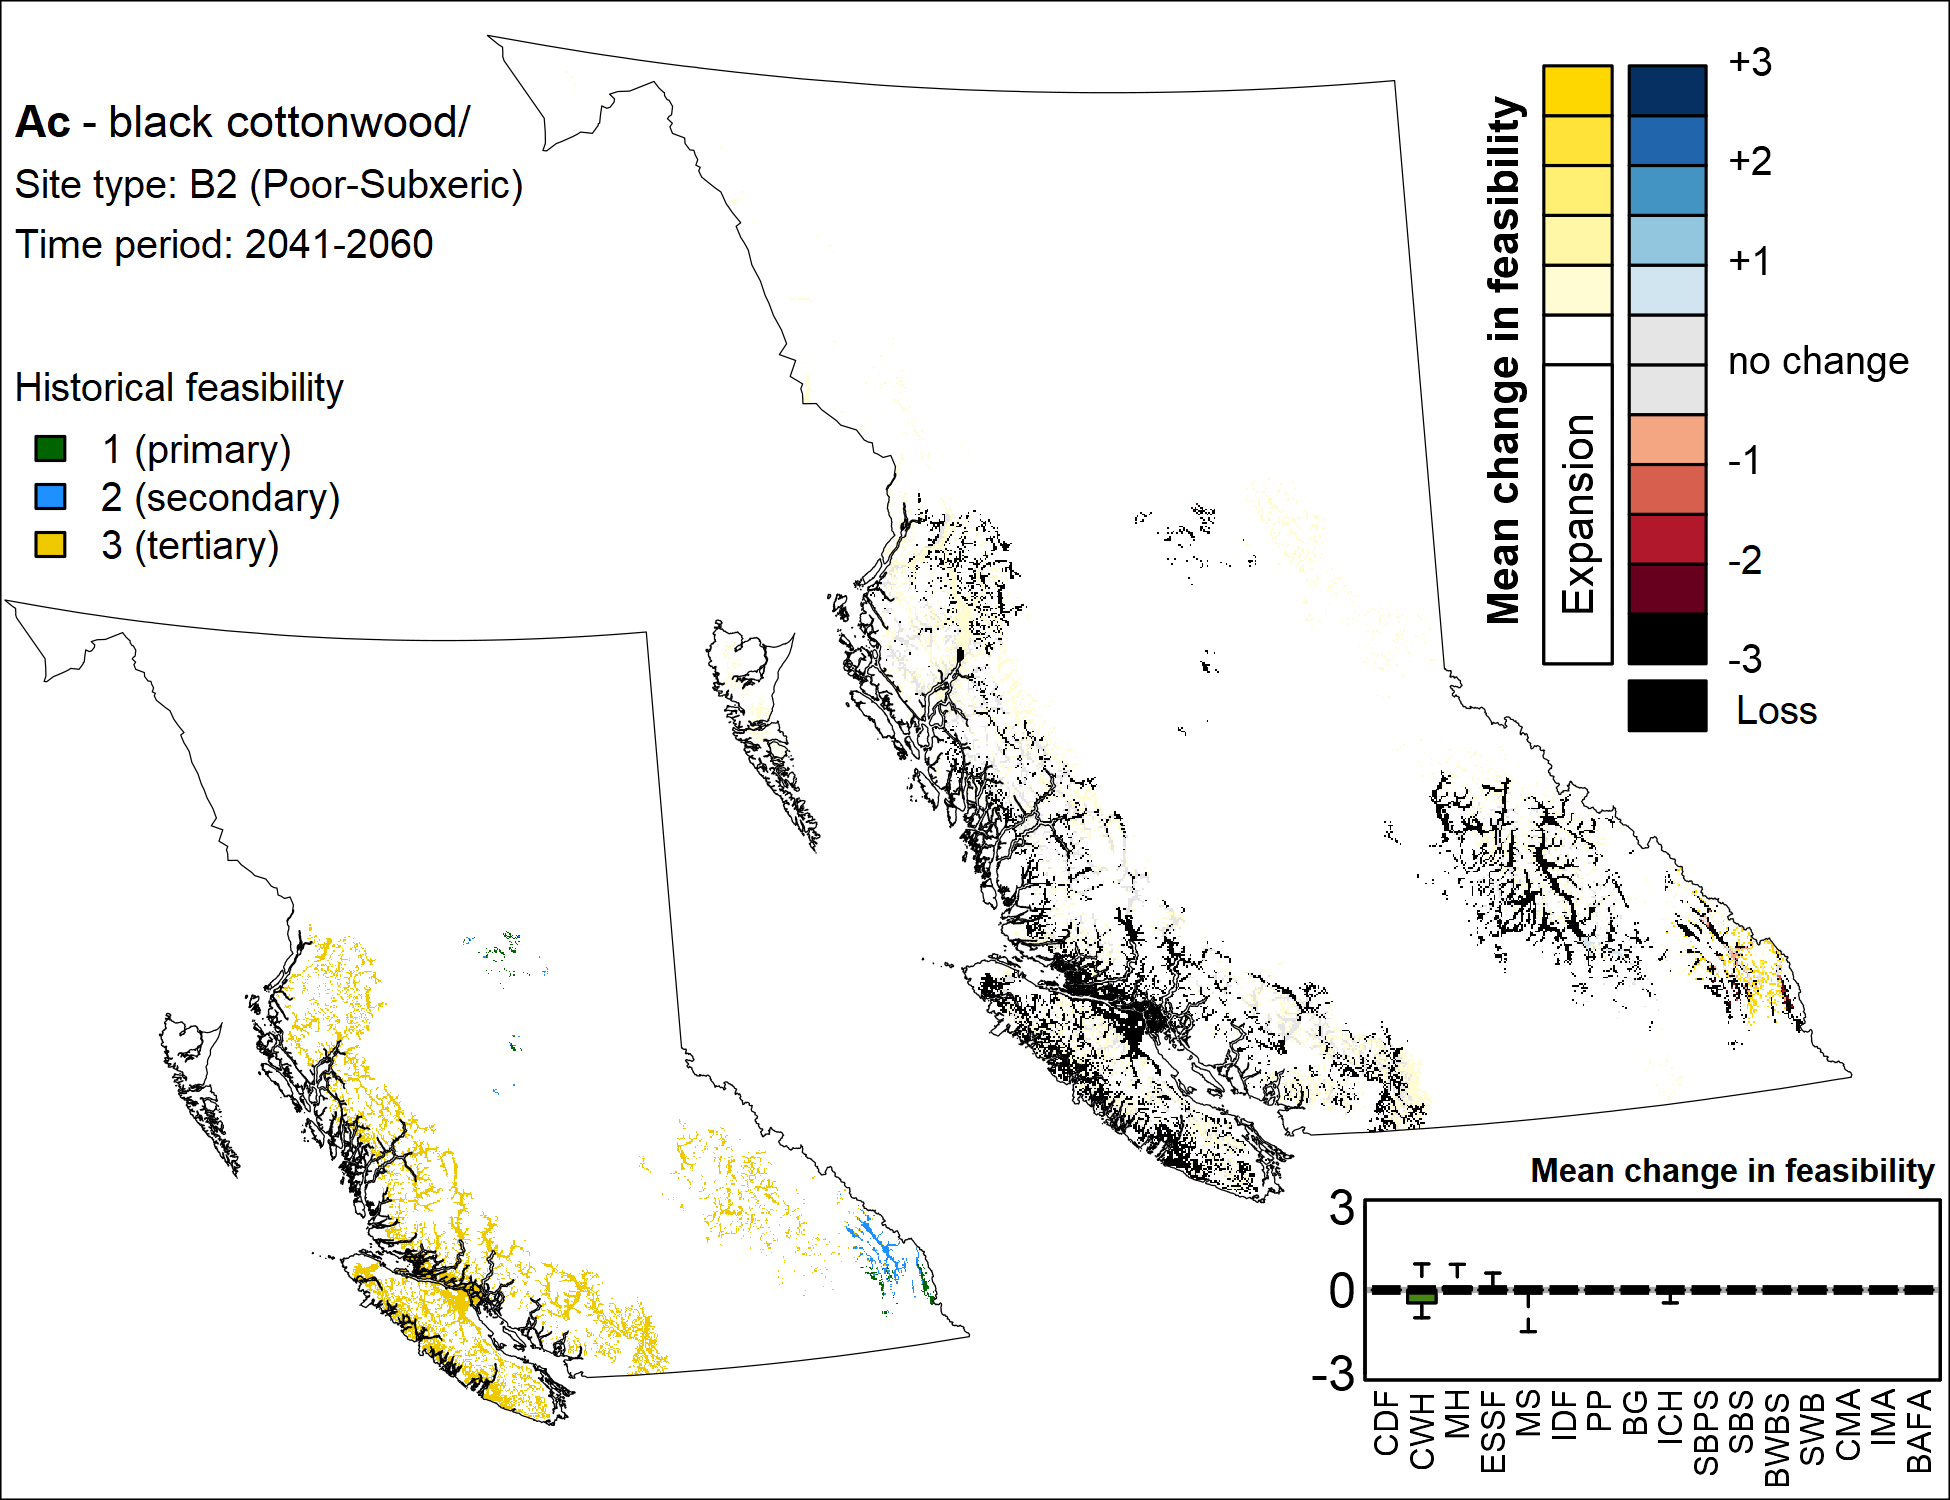 Ac - black cottonwood/
Site type: B2 (Poor-Subxeric)
Time period: 2041-2060
Historical feasibility
1 (primary)
2 (secondary)
3 (tertiary)
Mean change in feasibility
Expansion
+3
+2
+1
no change
-1
-2
-3
Loss
Mean change in feasibility
3
0
-3
CDF
CWH
MH
ESSF
MS
IDF
PP
BG
ICH
SBPS
SBS
BWBS
SWB
CMA
IMA
BAFA